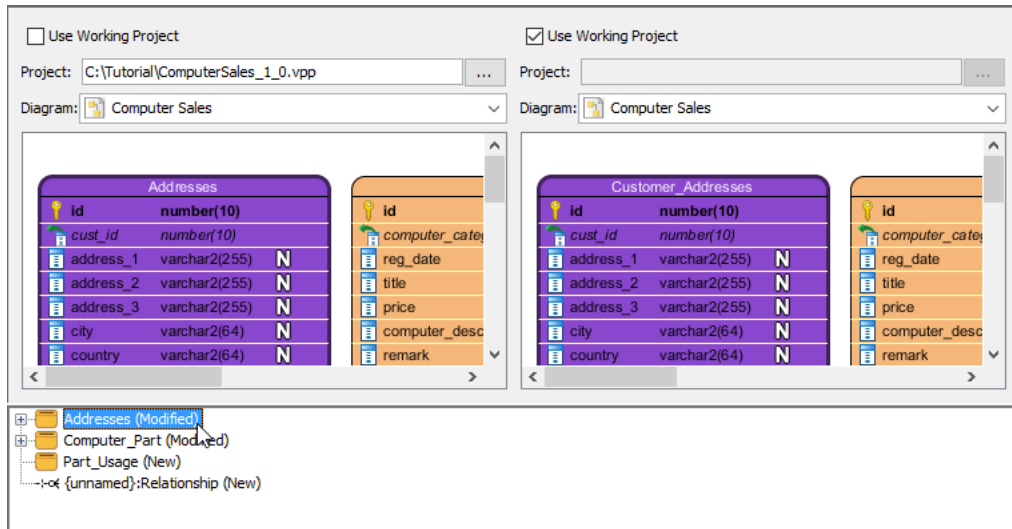 Use Working Project
Project: C:\Tutorial\ComputerSales_1_0.vpp ...
Diagram: Computer Sales
Addresses
id number(10)
cust_id number(10)
address_1 varchar2(255) N
address_2 varchar2(255) N
address_3 varchar2(255) N
city varchar2(64) N
country varchar2(64) N
id
computer_categ
reg_date
title
price
computer_desc
remark
Use Working Project
Project: ...
Diagram: Computer Sales
Customer_Addresses
id number(10)
cust_id number(10)
address_1 varchar2(255) N
address_2 varchar2(255) N
address_3 varchar2(255) N
city varchar2(64) N
country varchar2(64) N
id
computer_categ
reg_date
title
price
computer_desc
remark
Addresses (Modified)
Computer_Part (Modified)
Part_Usage (New)
{unnamed}:Relationship (New)